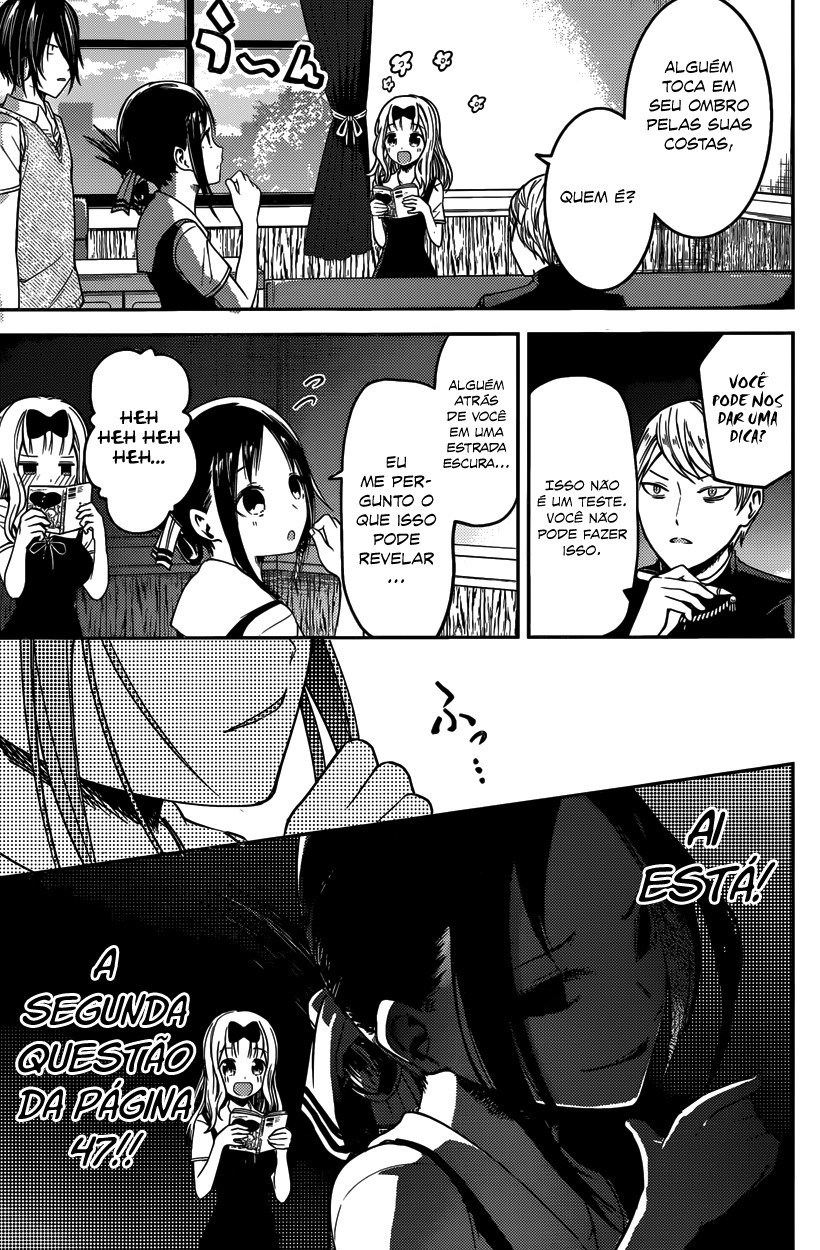 ALGUÉM
TOCA EM
SEU OMBRO
PELAS SUAS
COSTAS,
QUEM É?
う～ん
VOCÊ
PODE NOS
DAR UMA
DICA?
ISSO NÃO
É UM TESTE.
VOCÊ NÃO
PODE FAZER
ISSO.
ALGUÉM
ATRÁS
DE VOCÊ
EM UMA
ESTRADA
ESCURA...
EU
ME PER-
GUNTO O
QUE ISSO
PODE
REVELAR
...
HEH
HEH HEH
HEH...
ふっ…
AI
ESTÁ!
A
SEGUNDA
QUESTÃO
DA PÁGINA
47!!